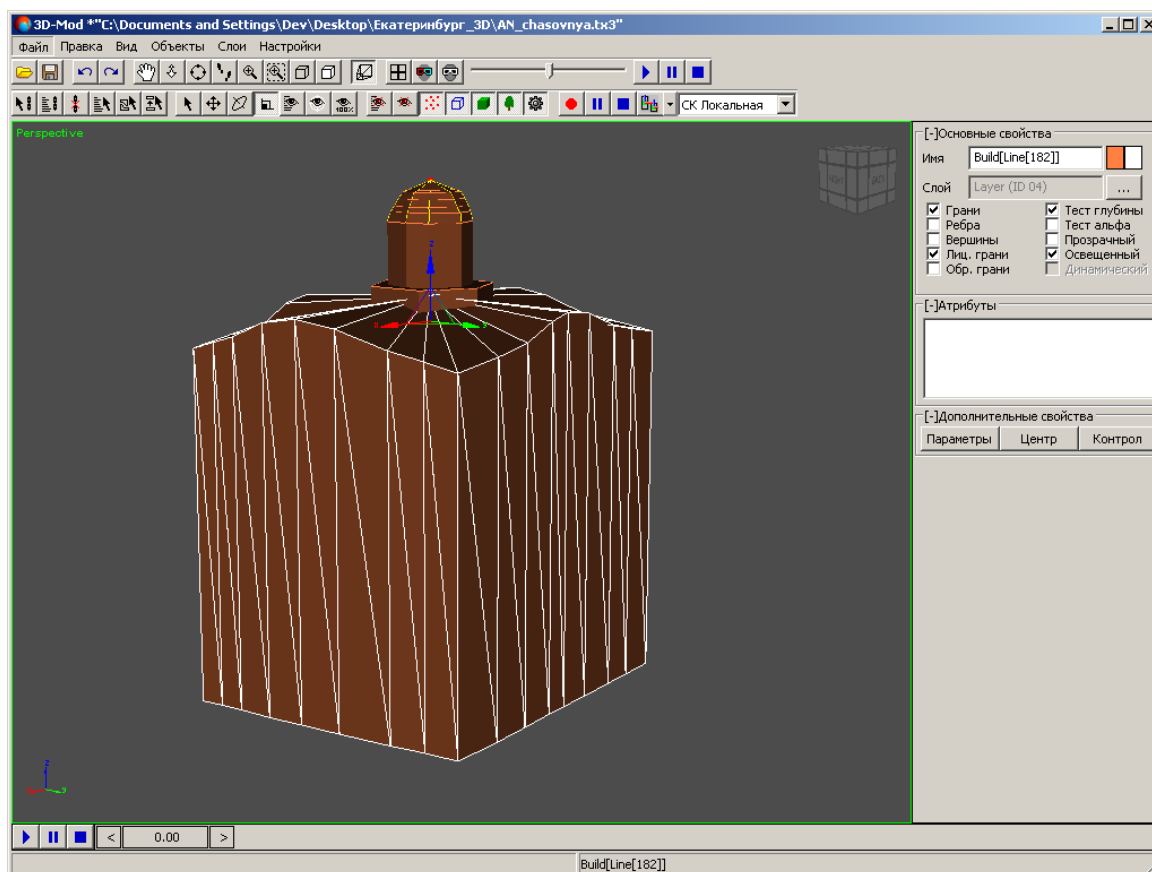 3D-Mod *"C:\Documents and Settings\Dev\Desktop\Екатеринбург_3D\AN_chasovnya.tx3"
Файл Правка Вид Объекты Слои Настройки
100%
СК Локальная
Perspective
[-]Основные свойства
Имя Build[Line[182]]
Слой Layer (ID 04) ...
Грани Тест глубины
Ребра Тест альфа
Вершины Прозрачный
Лиц. грани Освещенный
Обр. грани Динамический
[-]Атрибуты
[-]Дополнительные свойства
Параметры Центр Контрол
z
z
< 0.00 >
Build[Line[182]]